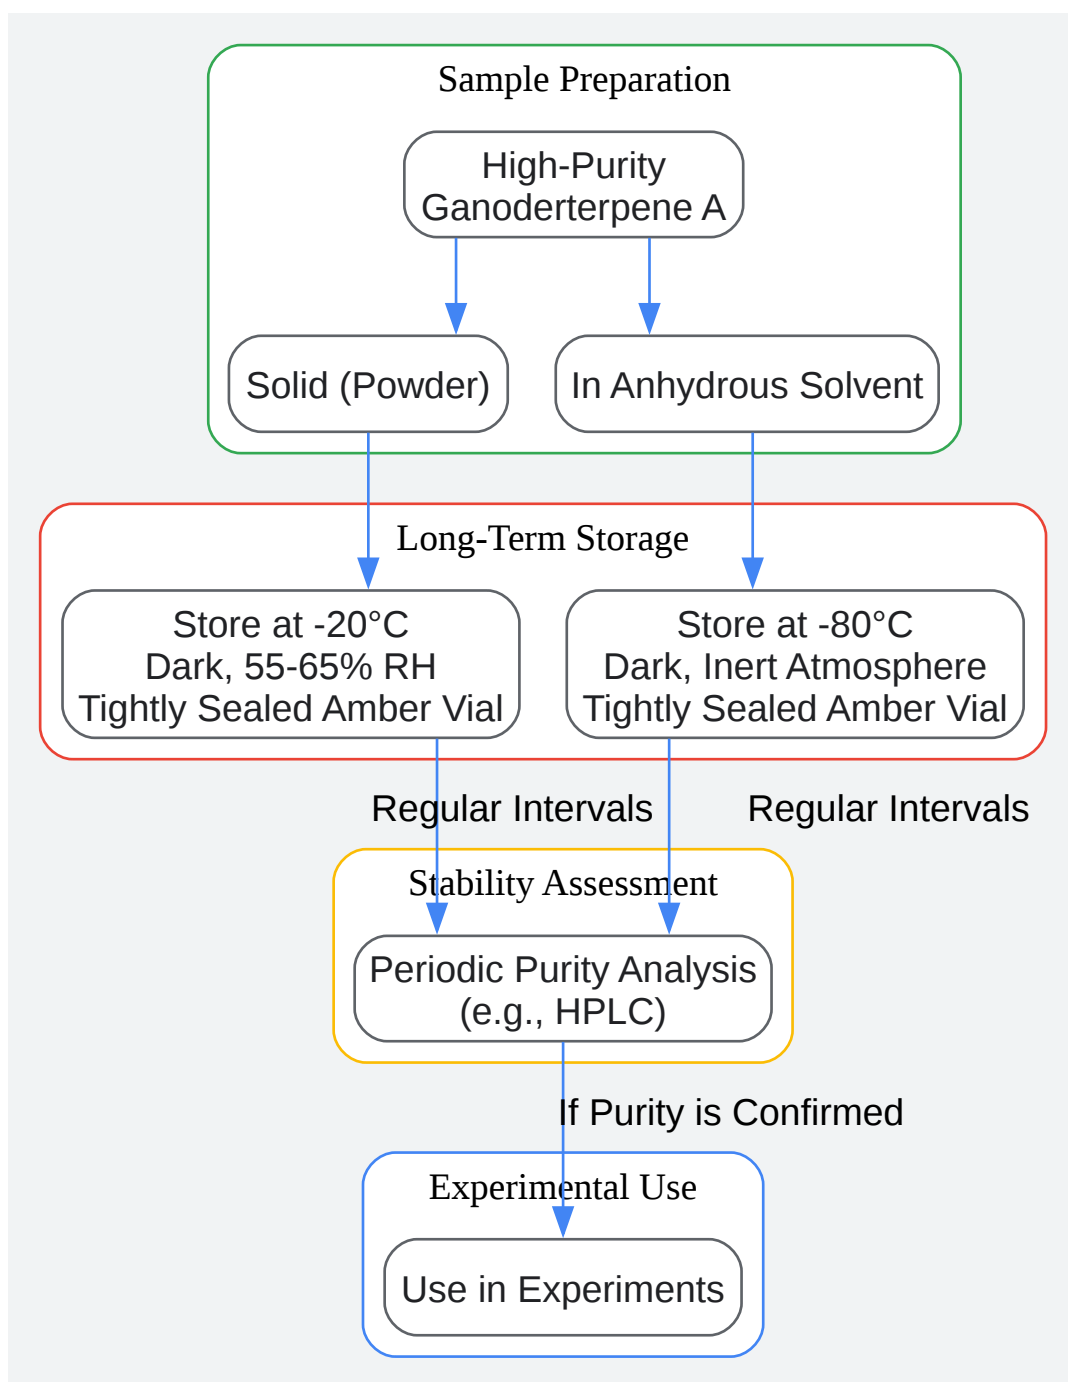 Sample Preparation
High-Purity
Ganoderterpene A
Solid (Powder)
In Anhydrous Solvent
Long-Term Storage
Store at -20°C
Dark, 55-65% RH
Tightly Sealed Amber Vial
Store at -80°C
Dark, Inert Atmosphere
Tightly Sealed Amber Vial
Regular Intervals
Regular Intervals
Stability Assessment
Periodic Purity Analysis
(e.g., HPLC)
If Purity is Confirmed
Experimental Use
Use in Experiments